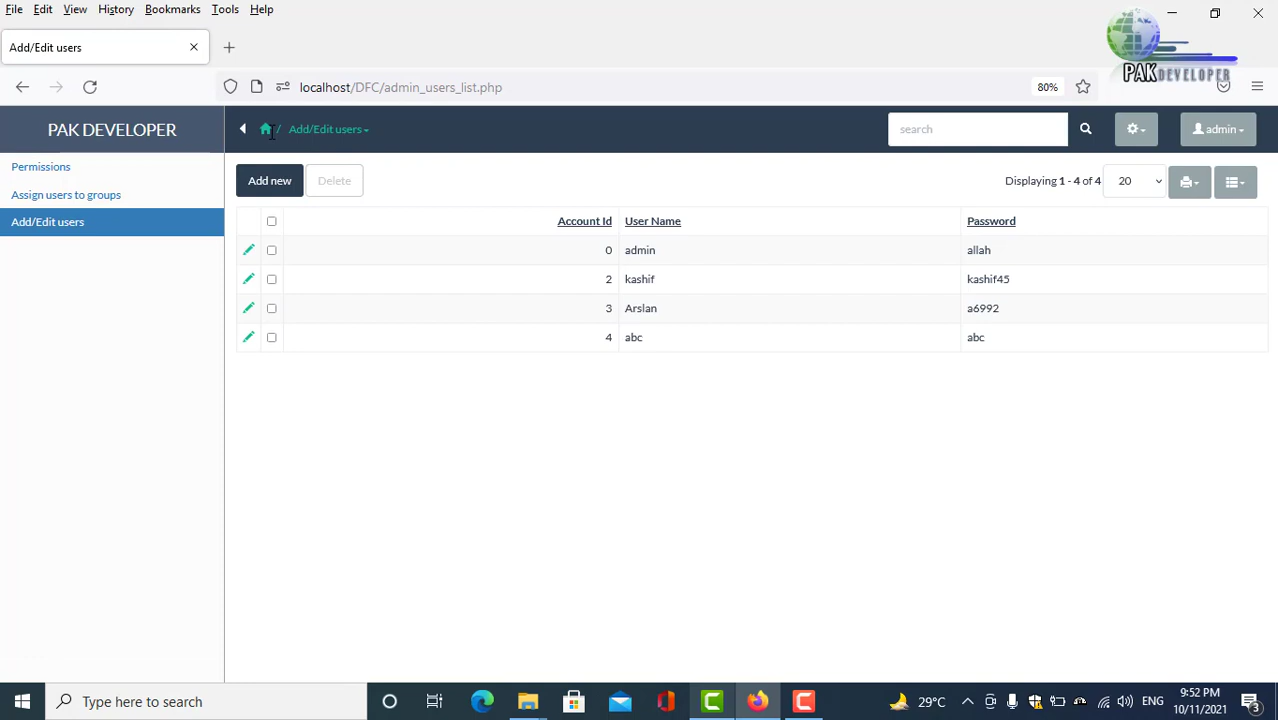 File Edit View History Bookmarks Tools Help
Add/Edit users
PAK DEVELOPER
localhost/DFC/admin_users_list.php
80%
PAK DEVELOPER
/ Add/Edit users
search
admin
Permissions
Assign users to groups
Add/Edit users
Add new
Delete
Displaying 1 - 4 of 4
20
Account Id User Name Password
0 admin allah
2 kashif kashif45
3 Arslan a6992
4 abc abc
Type here to search
29°C
ENG
9:52 PM
10/11/2021
3